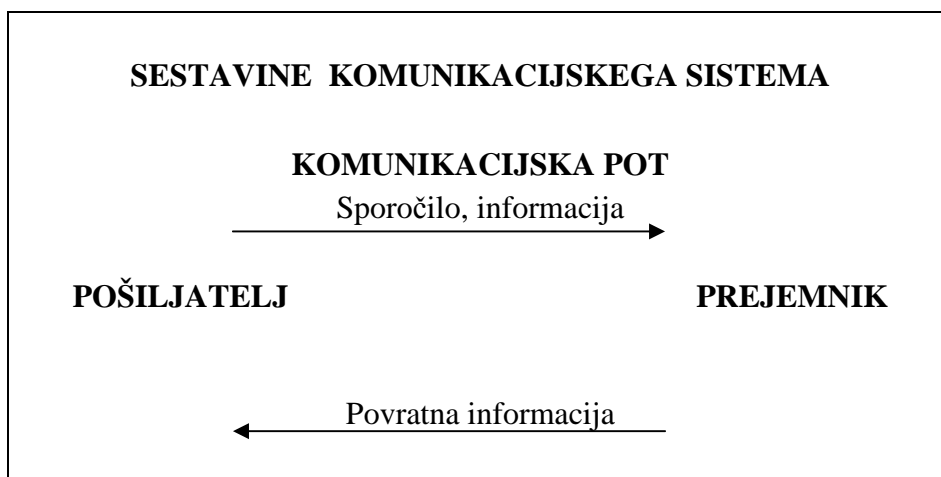 SESTAVINE KOMUNIKACIJSKEGA SISTEMA
KOMUNIKACIJSKA POT
Sporočilo, informacija
POŠILJATELJ PREJEMNIK
Povratna informacija